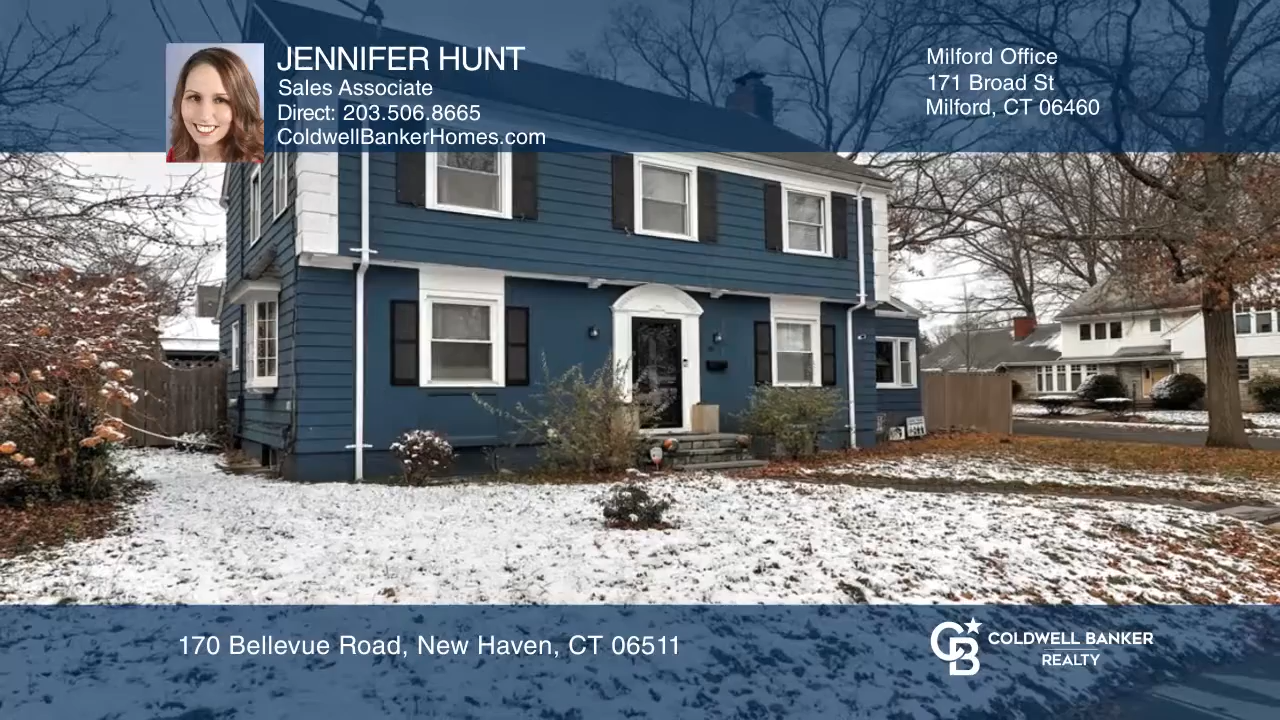 JENNIFER HUNT
Sales Associate
Direct: 203.506.8665
ColdwellBankerHomes.com
Milford Office
171 Broad St
Milford, CT 06460
170 Bellevue Road, New Haven, CT 06511
CB
COLDWELL BANKER
REALTY